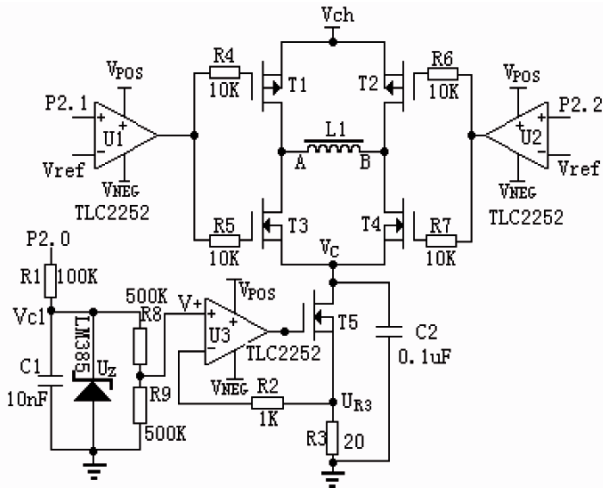 Vch
R4
R6
VPOS
T1
T2
VPOS
P2.1
10K
10K
P2.2
U1
L1
U2
Vref
A
B
Vref
VNEG
VNEG
TLC2252
R5
T3
T4
R7
TLC2252
P2.0
10K
VC
10K
R1
100K
500K
VPOS
Vc1
LM385
R8
V+
U3
T5
C1
UZ
TLC2252
C2
0.1uF
10nF
R9
VNEG
R2
UR3
500K
1K
R3
20